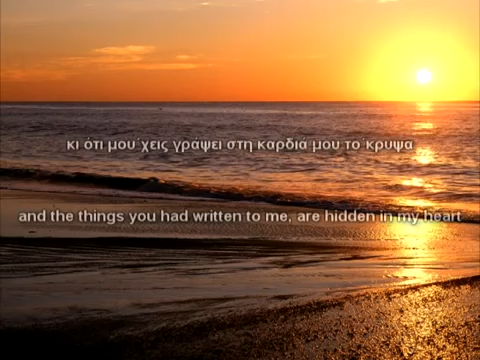 κι ότι μου΄χεις γράψει στη καρδιά μου το΄κρυψα
and the things you had written to me, are hidden in my heart